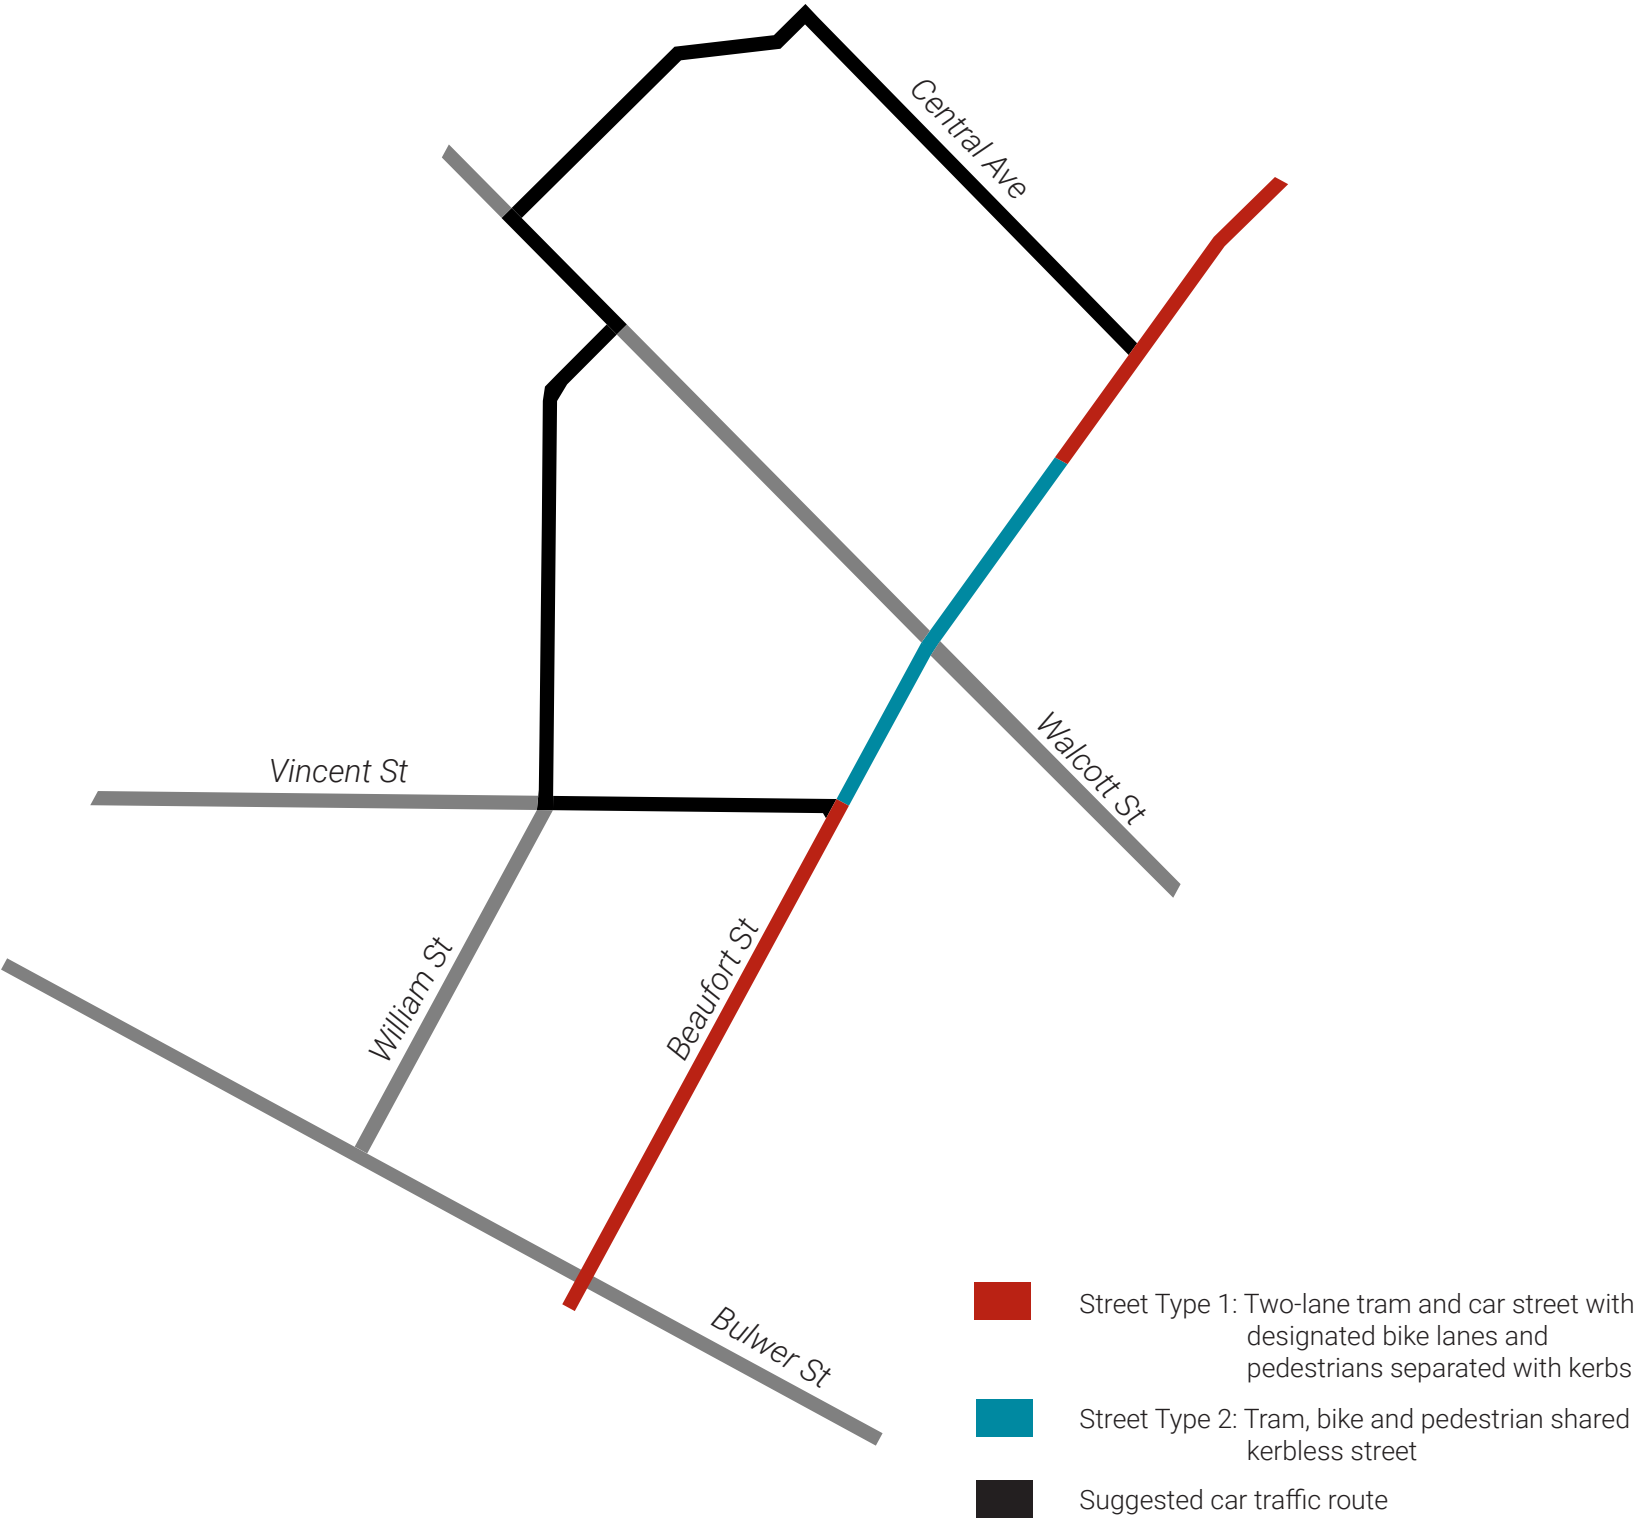 Central Ave
Vincent St
Walcott St
William St
Beaufort St
Bulwer St
Street Type 1: Two-lane tram and car street with
designated bike lanes and
pedestrians separated with kerbs
Street Type 2: Tram, bike and pedestrian shared
kerbless street
Suggested car traffic route